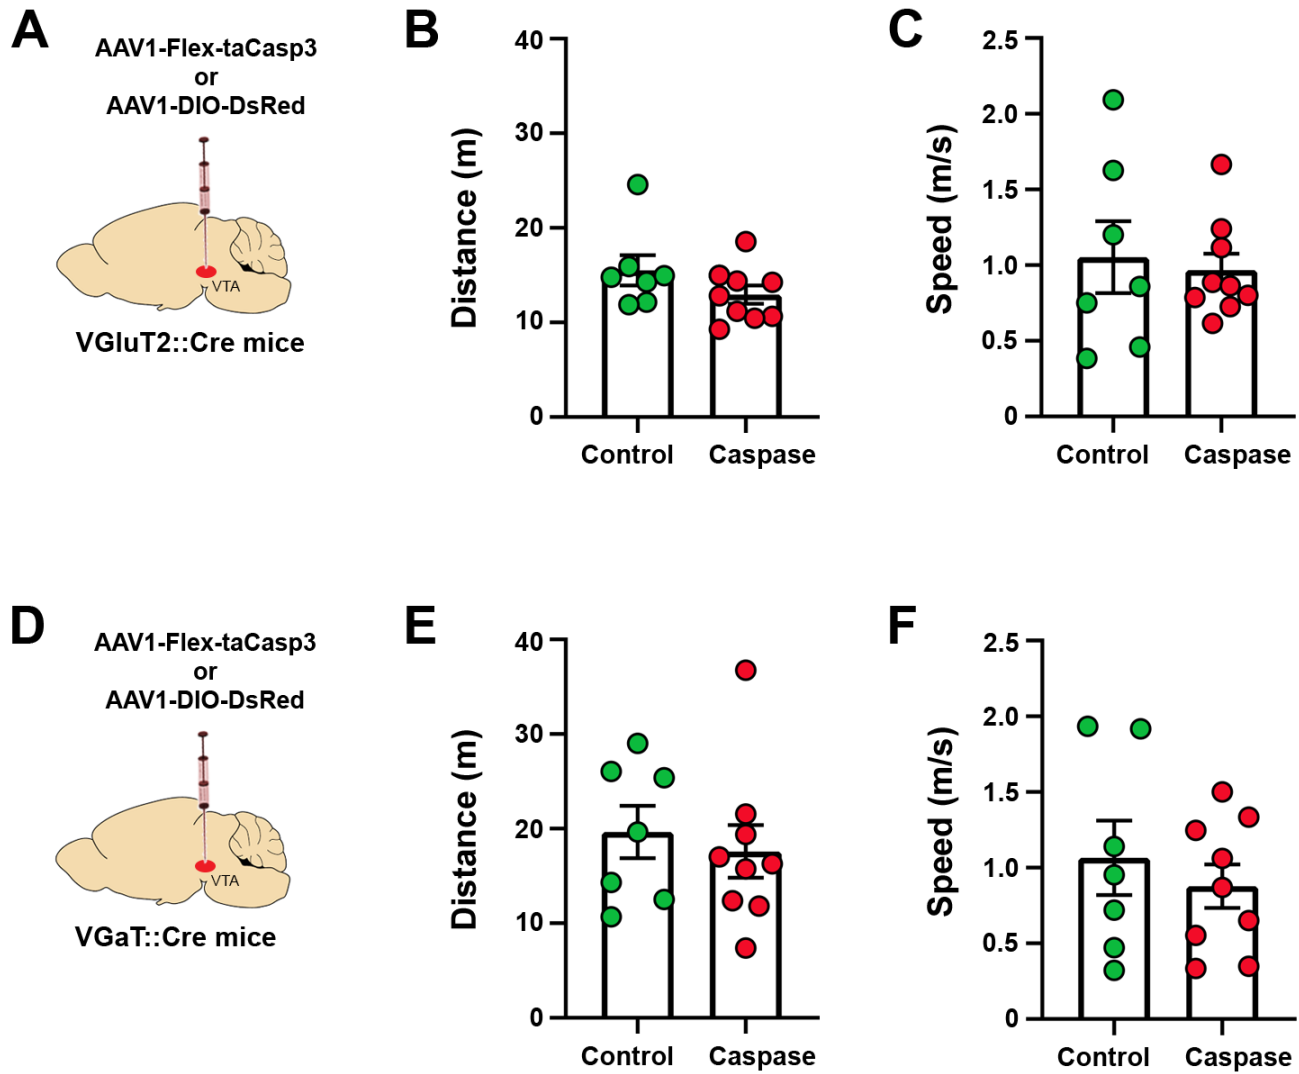 A
AAV1-Flex-taCasp3
or
AAV1-DIO-DsRed
VTA
VGluT2::Cre mice
B
Distance (m)
40
30
20
10
0
Control
Caspase
C
Speed (m/s)
2.5
2.0
1.5
1.0
0.5
0
Control
Caspase
D
AAV1-Flex-taCasp3
or
AAV1-DIO-DsRed
VTA
VGaT::Cre mice
E
Distance (m)
40
30
20
10
0
Control
Caspase
F
Speed (m/s)
2.5
2.0
1.5
1.0
0.5
0
Control
Caspase